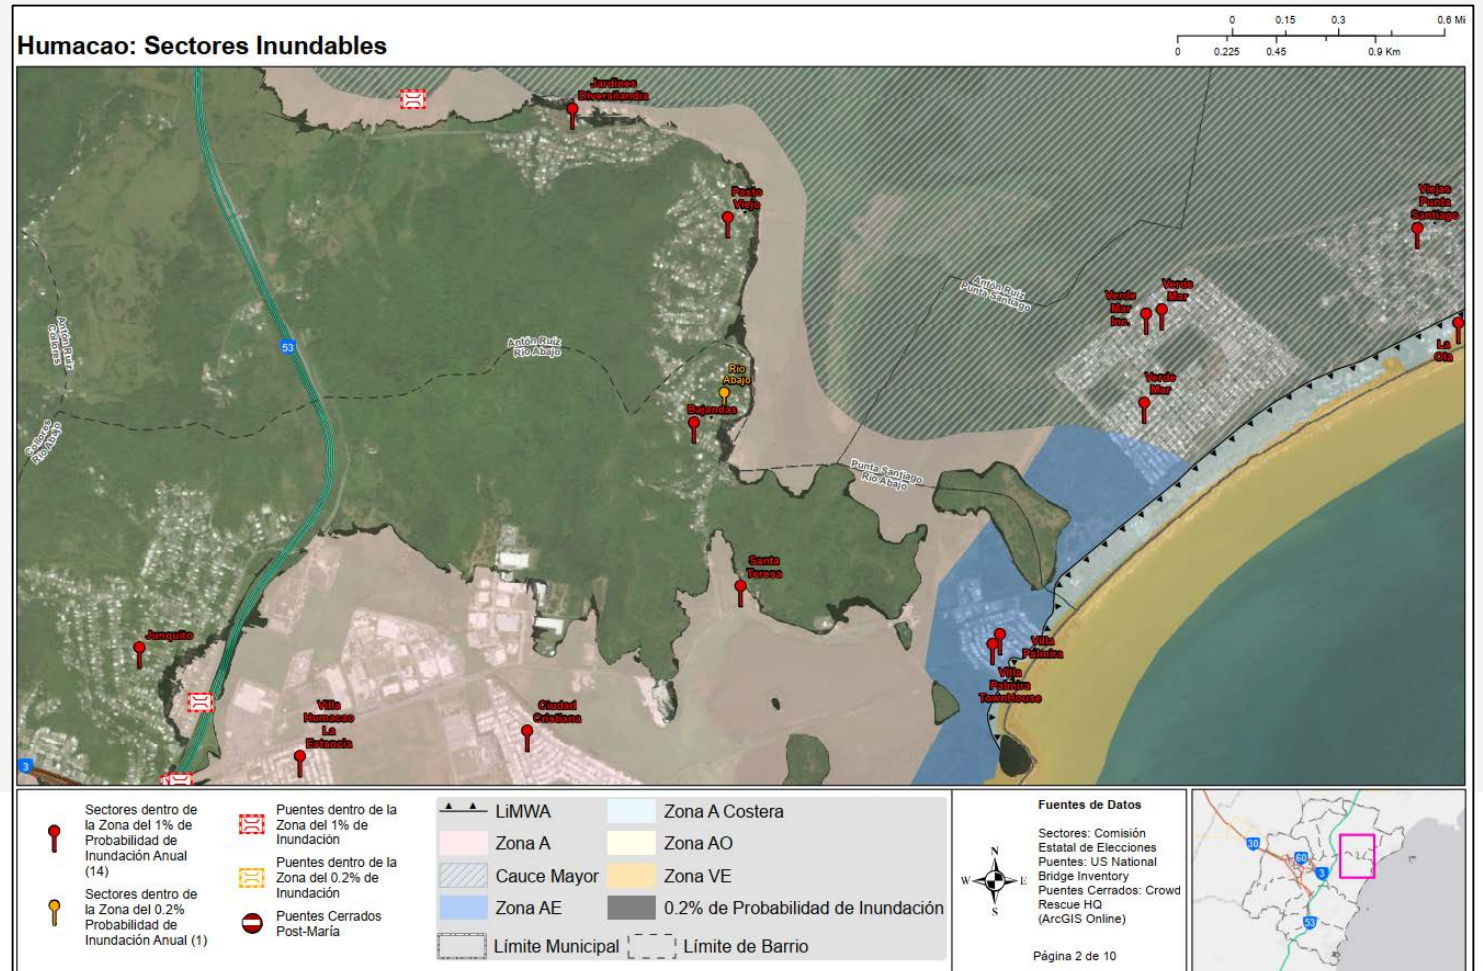 Humacao: Sectores Inundables
0 0.15 0.3 0.6 Mi
0 0.225 0.45 0.9 Km
Jardines
Diversilandia
Pasto
Viejo
Viejas
Punta
Santiago
Antón Ruiz
Punta Santiago
Verde
Mar
Inc.
Verde
Mar
La
Ola
Antón Ruiz
Collores
53
Antón Ruiz
Río Abajo
Río
Abajo
Bajandas
Verde
Mar
Collores
Río Abajo
Punta Santiago
Río Abajo
Santa
Teresa
Junquito
Villa
Palmira
Villa
Palmira
TownHouse
Villa
Humacao
La
Estancia
Ciudad
Cristiana
3
Sectores dentro de
la Zona del 1% de
Probabilidad de
Inundación Anual
(14)
Sectores dentro de
la Zona del 0.2%
Probabilidad de
Inundación Anual (1)
Puentes dentro de la
Zona del 1% de
Inundación
Puentes dentro de la
Zona del 0.2% de
Inundación
Puentes Cerrados
Post-María
LiMWA
Zona A
Cauce Mayor
Zona AE
Límite Municipal
Zona A Costera
Zona AO
Zona VE
0.2% de Probabilidad de Inundación
Límite de Barrio
N
W E
S
Fuentes de Datos
Sectores: Comisión
Estatal de Elecciones
Puentes: US National
Bridge Inventory
Puentes Cerrados: Crowd
Rescue HQ
(ArcGIS Online)
Página 2 de 10
30
60
3
53